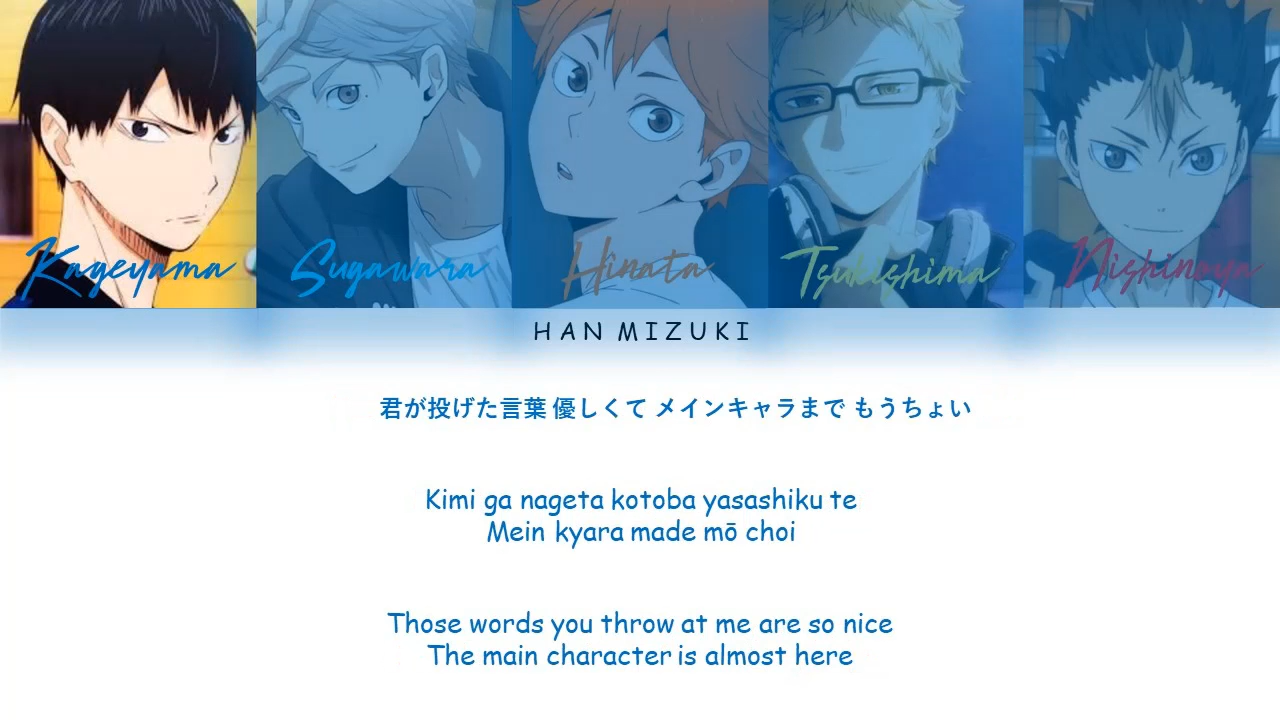 Kageyama Sugawara Hinata Tsukishima Nishinoya
HAN MIZUKI
君が投げた言葉 優しくて メインキャラまで もうちょい
Kimi ga nageta kotoba yasashiku te
Mein kyara made mō choi
Those words you throw at me are so nice
The main character is almost here